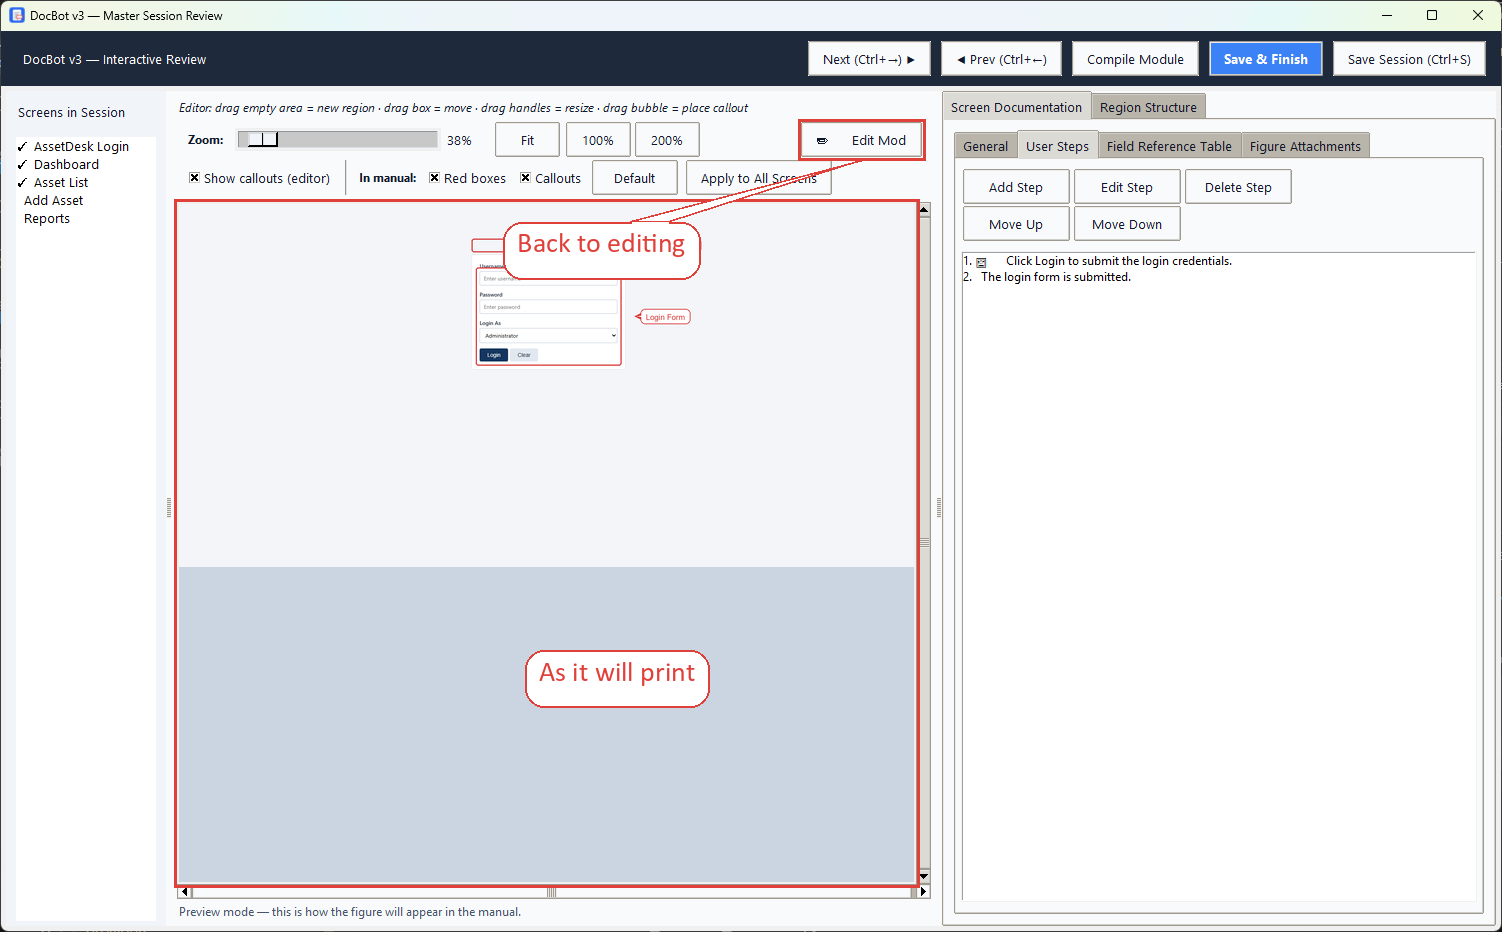 DocBot v3 — Master Session Review
DocBot v3 — Interactive Review
Next (Ctrl+→) ►
◄ Prev (Ctrl+←)
Compile Module
Save & Finish
Save Session (Ctrl+S)
Screens in Session
✓ AssetDesk Login
✓ Dashboard
✓ Asset List
Add Asset
Reports
Editor: drag empty area = new region · drag box = move · drag handles = resize · drag bubble = place callout
Zoom:
38%
Fit
100%
200%
Edit Mod
Show callouts (editor)
In manual:
Red boxes
Callouts
Default
Apply to All Screens
Back to editing
Username
Enter username
Password
Enter password
Login As
Administrator
Login
Clear
Login Form
As it will print
Preview mode — this is how the figure will appear in the manual.
Screen Documentation
Region Structure
General
User Steps
Field Reference Table
Figure Attachments
Add Step
Edit Step
Delete Step
Move Up
Move Down
1. Click Login to submit the login credentials.
2. The login form is submitted.